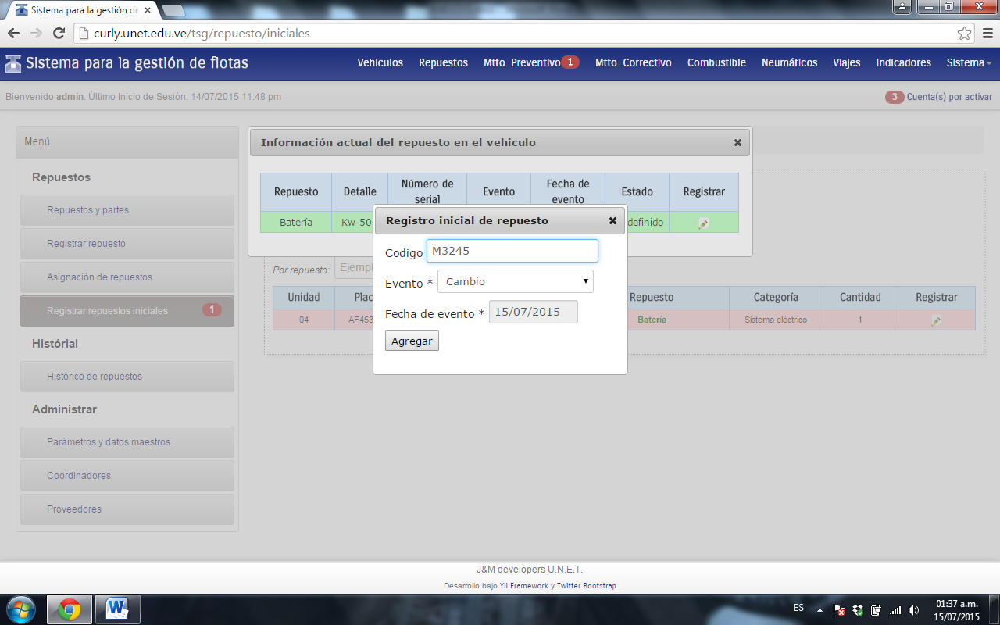 Sistema para la gestión de
curly.unet.edu.ve/tsg/repuesto/iniciales
Sistema para la gestión de flotas
Vehiculos Repuestos Mtto. Preventivo 1 Mtto. Correctivo Combustible Neumáticos Viajes Indicadores Sistema
Bienvenido admin. Último Inicio de Sesión: 14/07/2015 11:48 pm
3 Cuenta(s) por activar
Menú
Repuestos
Repuestos y partes
Registrar repuesto
Asignación de repuestos
Registrar repuestos iniciales 1
Histórial
Histórico de repuestos
Administrar
Parámetros y datos maestros
Coordinadores
Proveedores
Información actual del repuesto en el vehiculo
Repuesto Detalle Número de serial Evento Fecha de evento Estado Registrar
Batería Kw-50 definido
Registro inicial de repuesto
Codigo M3245
Evento * Cambio
Fecha de evento * 15/07/2015
Agregar
Por repuesto: Ejempl
Unidad Plac Repuesto Categoría Cantidad Registrar
04 AF453 Batería Sistema eléctrico 1
J&M developers U.N.E.T.
Desarrollo bajo Yii Framework y Twitter Bootstrap
ES
01:37 a.m.
15/07/2015